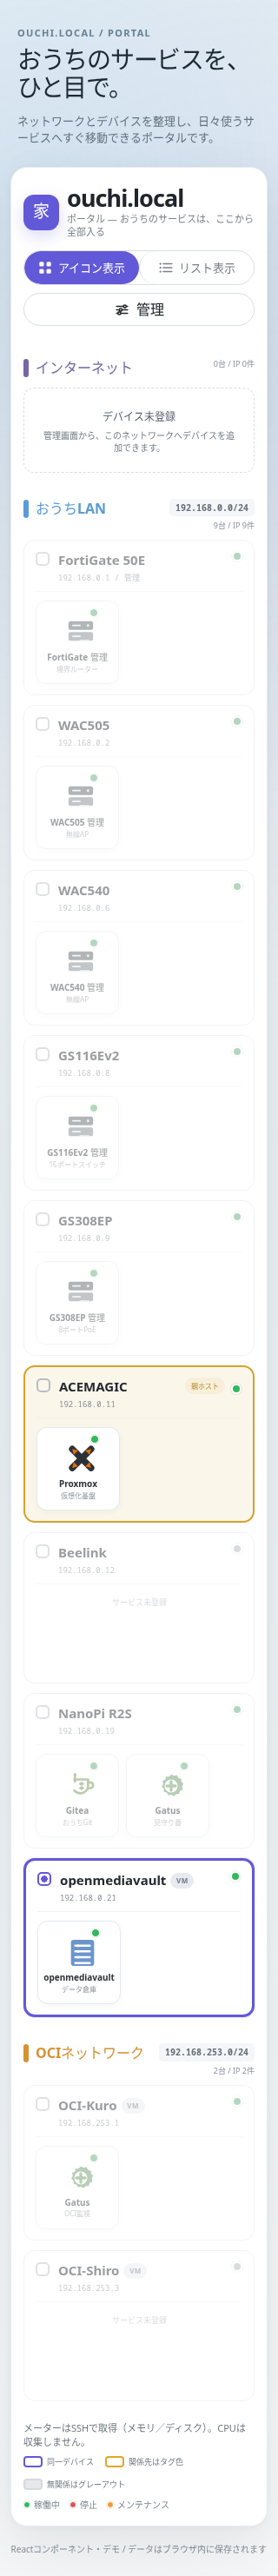 OUCHI.LOCAL / PORTAL
おうちのサービスを、
ひと目で。
ネットワークとデバイスを整理し、日々使うサ
ービスへすぐ移動できるポータルです。
家
ouchi.local
ポータル — おうちのサービスは、ここから
全部入る
アイコン表示
リスト表示
管理
インターネット
0台 / IP 0件
デバイス未登録
管理画面から、このネットワークへデバイスを追
加できます。
おうちLAN
192.168.0.0/24
9台 / IP 9件
FortiGate 50E
192.168.0.1 / 管理
FortiGate 管理
境界ルーター
WAC505
192.168.0.2
WAC505 管理
無線AP
WAC540
192.168.0.6
WAC540 管理
無線AP
GS116Ev2
192.168.0.8
GS116Ev2 管理
16ポートスイッチ
GS308EP
192.168.0.9
GS308EP 管理
8ポートPoE
ACEMAGIC
親ホスト
192.168.0.11
Proxmox
仮想化基盤
Beelink
192.168.0.12
サービス未登録
NanoPi R2S
192.168.0.19
Gitea
おうちGit
Gatus
見守り番
openmediavault
VM
192.168.0.21
openmediavault
データ倉庫
OCIネットワーク
192.168.253.0/24
2台 / IP 2件
OCI-Kuro
VM
192.168.253.1
Gatus
OCI監視
OCI-Shiro
VM
192.168.253.3
サービス未登録
メーターはSSHで取得（メモリ／ディスク）。CPUは
収集しません。
同一デバイス
関係先はタグ色
無関係はグレーアウト
稼働中
停止
メンテナンス
Reactコンポーネント・デモ / データはブラウザ内に保存されます